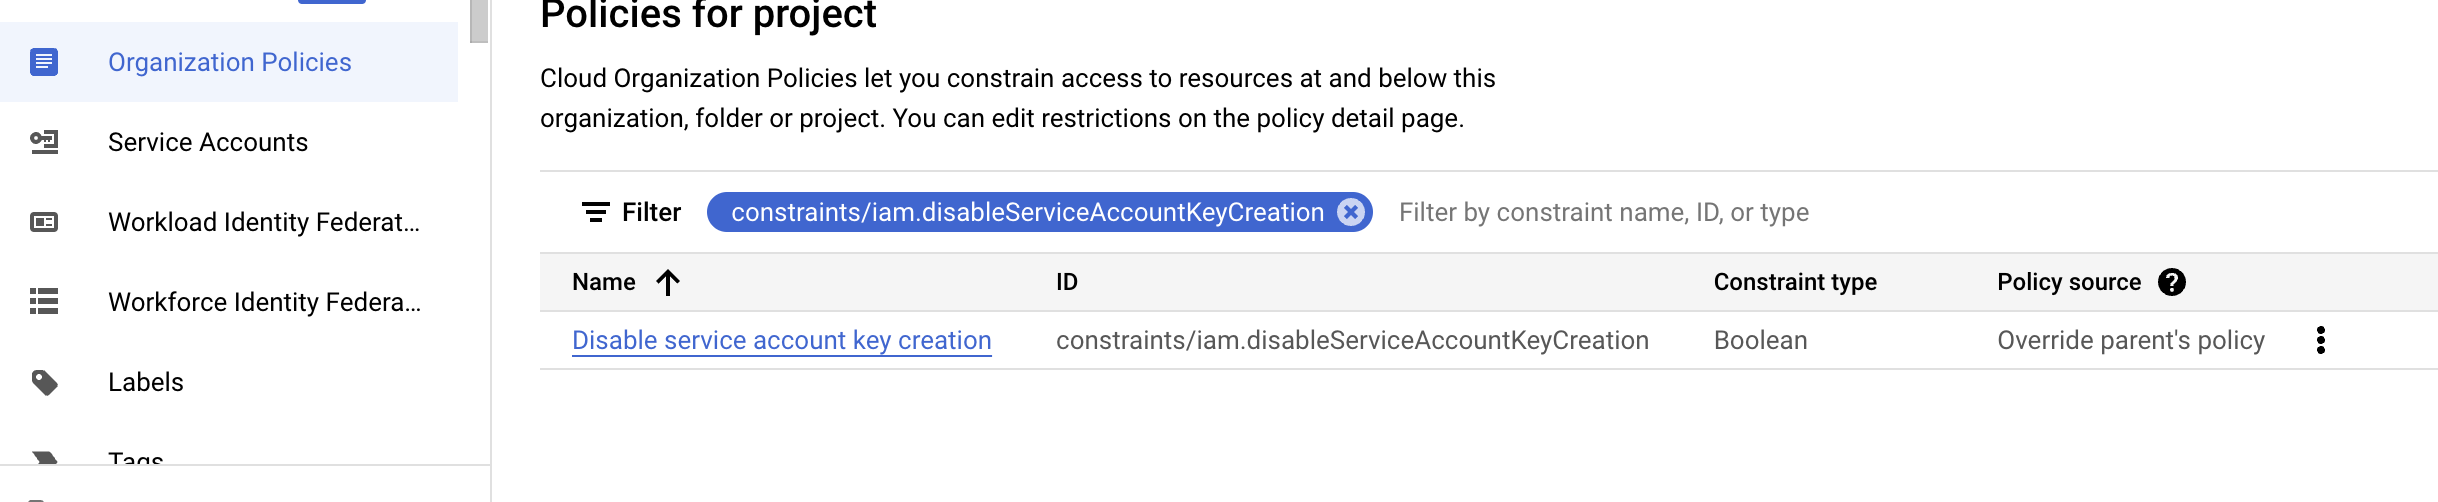 Policies for project
Organization Policies
Cloud Organization Policies let you constrain access to resources at and below this
organization, folder or project. You can edit restrictions on the policy detail page.
Service Accounts
Workload Identity Federat...
Workforce Identity Federa...
Labels
Tags
Filter constraints/iam.disableServiceAccountKeyCreation Filter by constraint name, ID, or type
Name ID Constraint type Policy source
Disable service account key creation constraints/iam.disableServiceAccountKeyCreation Boolean Override parent's policy